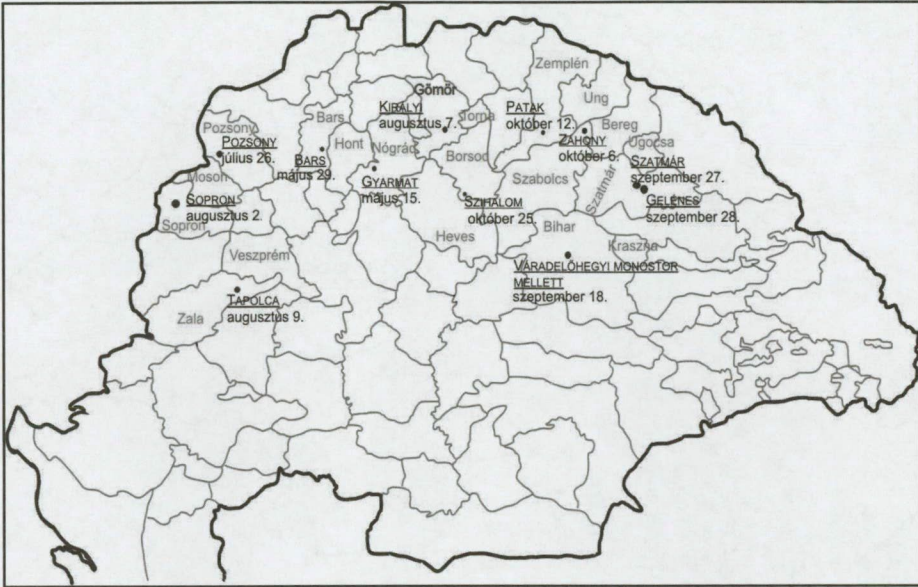 Zemplén
Gömör
Ung
KIRÁLYI
augusztus 7.
Torna
PATAK
október 12.
Bars
Bereg
Pozsony
POZSONY
július 26.
Hont
Nógrád
ZÁHONY
október 6.
Ugocsa
BARS
május 29.
Borsod
SZATMÁR
szeptember 27.
Moson
GYARMAT
május 15.
Szabolcs
Szatmár
SOPRON
augusztus 2.
SZIHALOM
október 25.
GELÉNES
szeptember 28.
Sopron
Heves
Bihar
Kraszna
Veszprém
VÁRADELŐHEGYI MONOSTOR
MELLETT
szeptember 18.
TAPOLCA
augusztus 9.
Zala